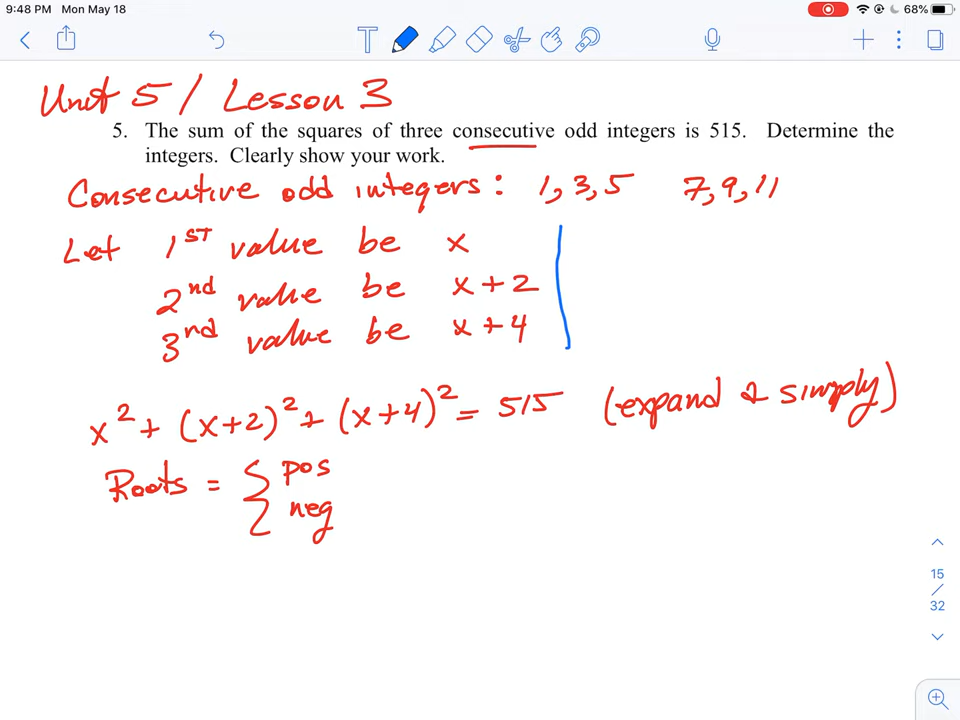 9:48 PM Mon May 18
68%
Unit 5 / Lesson 3
5. The sum of the squares of three consecutive odd integers is 515. Determine the
integers. Clearly show your work.
Consecutive odd integers : 1, 3, 5 7, 9, 11
Let 1ST value be x
2nd value be x + 2
3nd value be x + 4
x² + (x+2)² + (x+4)² = 515 (expand & simply)
Roots = { pos
neg
15
/
32